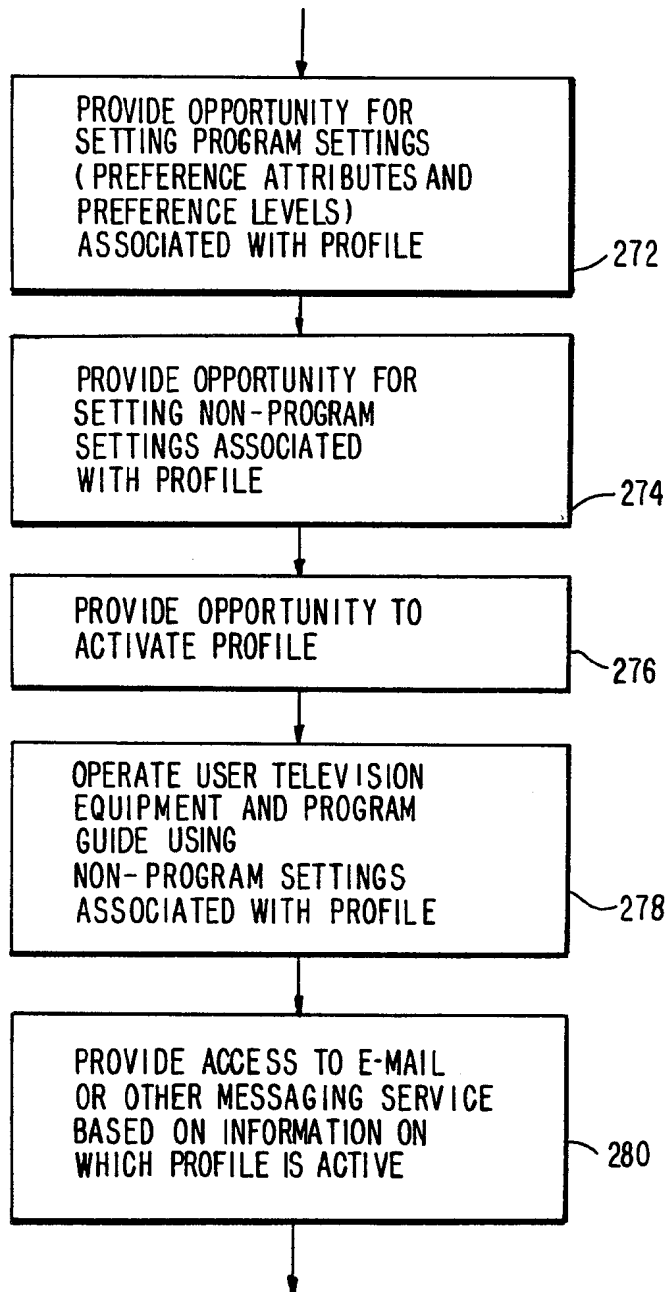 PROVIDE OPPORTUNITY FOR
SETTING PROGRAM SETTINGS
(PREFERENCE ATTRIBUTES AND
PREFERENCE LEVELS)
ASSOCIATED WITH PROFILE
272
PROVIDE OPPORTUNITY FOR
SETTING NON-PROGRAM
SETTINGS ASSOCIATED
WITH PROFILE
274
PROVIDE OPPORTUNITY TO
ACTIVATE PROFILE
276
OPERATE USER TELEVISION
EQUIPMENT AND PROGRAM
GUIDE USING
NON-PROGRAM SETTINGS
ASSOCIATED WITH PROFILE
278
PROVIDE ACCESS TO E-MAIL
OR OTHER MESSAGING SERVICE
BASED ON INFORMATION ON
WHICH PROFILE IS ACTIVE
280